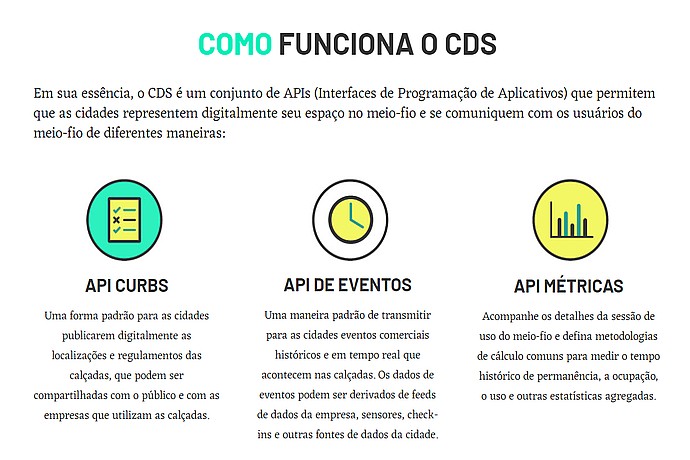 COMO FUNCIONA O CDS
Em sua essência, o CDS é um conjunto de APIs (Interfaces de Programação de Aplicativos) que permitem
que as cidades representem digitalmente seu espaço no meio-fio e se comuniquem com os usuários do
meio-fio de diferentes maneiras:
API CURBS
Uma forma padrão para as cidades
publicarem digitalmente as
localizações e regulamentos das
calçadas, que podem ser
compartilhadas com o público e com as
empresas que utilizam as calçadas.
API DE EVENTOS
Uma maneira padrão de transmitir
para as cidades eventos comerciais
históricos e em tempo real que
acontecem nas calçadas. Os dados de
eventos podem ser derivados de feeds
de dados da empresa, sensores, check-
ins e outras fontes de dados da cidade.
API MÉTRICAS
Acompanhe os detalhes da sessão de
uso do meio-fio e defina metodologias
de cálculo comuns para medir o tempo
histórico de permanência, a ocupação,
o uso e outras estatísticas agregadas.